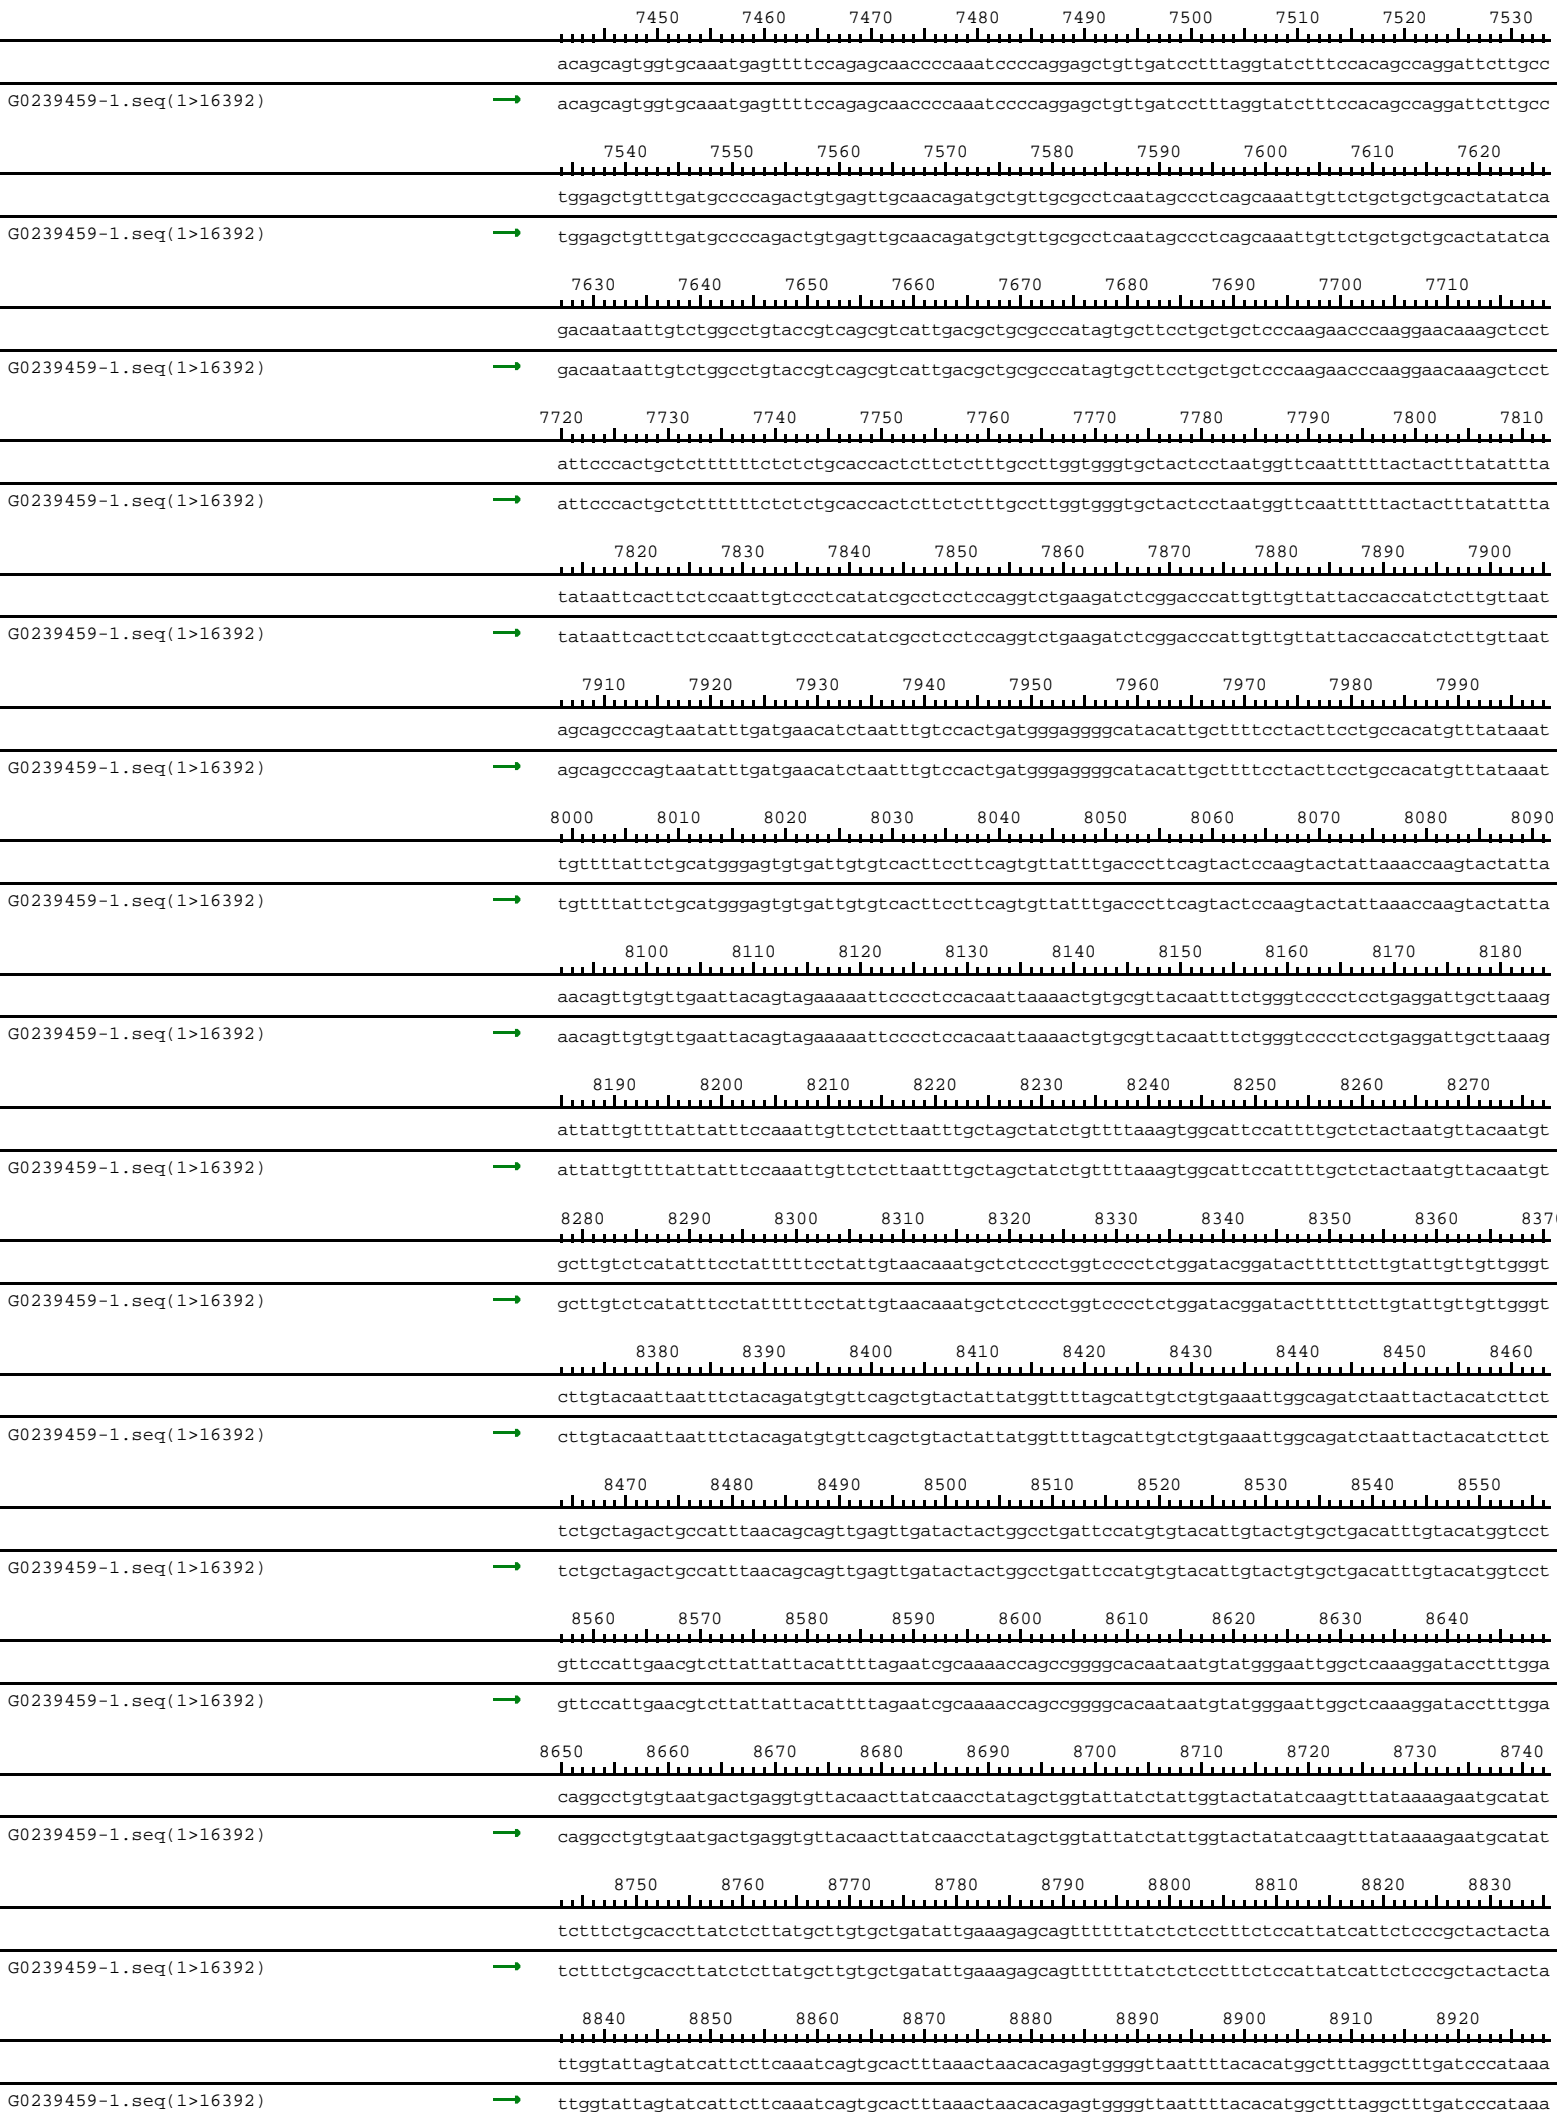 7450 7460 7470 7480 7490 7500 7510 7520 7530
acagcagtggtgcaaatgagttttccagagcaaccccaaatccccaggagctgttgatcctttaggtatctttccacagccaggattcttgcc
G0239459-1.seq(1>16392) acagcagtggtgcaaatgagttttccagagcaaccccaaatccccaggagctgttgatcctttaggtatctttccacagccaggattcttgcc
7540 7550 7560 7570 7580 7590 7600 7610 7620
tggagctgtttgatgccccagactgtgagttgcaacagatgctgttgcgcctcaatagccctcagcaaattgttctgctgctgcactatatca
G0239459-1.seq(1>16392) tggagctgtttgatgccccagactgtgagttgcaacagatgctgttgcgcctcaatagccctcagcaaattgttctgctgctgcactatatca
7630 7640 7650 7660 7670 7680 7690 7700 7710
gacaataattgtctggcctgtaccgtcagcgtcattgacgctgcgcccatagtgcttcctgctgctcccaagaacccaaggaacaaagctcct
G0239459-1.seq(1>16392) gacaataattgtctggcctgtaccgtcagcgtcattgacgctgcgcccatagtgcttcctgctgctcccaagaacccaaggaacaaagctcct
7720 7730 7740 7750 7760 7770 7780 7790 7800 7810
attcccactgctcttttttctctctgcaccactcttctctttgccttggtgggtgctactcctaatggttcaatttttactactttatattta
G0239459-1.seq(1>16392) attcccactgctcttttttctctctgcaccactcttctctttgccttggtgggtgctactcctaatggttcaatttttactactttatattta
7820 7830 7840 7850 7860 7870 7880 7890 7900
tataattcacttctccaattgtccctcatatcgcctcctccaggtctgaagatctcggacccattgttgttattaccaccatctcttgttaat
G0239459-1.seq(1>16392) tataattcacttctccaattgtccctcatatcgcctcctccaggtctgaagatctcggacccattgttgttattaccaccatctcttgttaat
7910 7920 7930 7940 7950 7960 7970 7980 7990
agcagcccagtaatatttgatgaacatctaatttgtccactgatgggaggggcatacattgcttttcctacttcctgccacatgtttataaat
G0239459-1.seq(1>16392) agcagcccagtaatatttgatgaacatctaatttgtccactgatgggaggggcatacattgcttttcctacttcctgccacatgtttataaat
8000 8010 8020 8030 8040 8050 8060 8070 8080 8090
tgttttattctgcatgggagtgtgattgtgtcacttccttcagtgttatttgacccttcagtactccaagtactattaaaccaagtactatta
G0239459-1.seq(1>16392) tgttttattctgcatgggagtgtgattgtgtcacttccttcagtgttatttgacccttcagtactccaagtactattaaaccaagtactatta
8100 8110 8120 8130 8140 8150 8160 8170 8180
aacagttgtgttgaattacagtagaaaaattcccctccacaattaaaactgtgcgttacaatttctgggtcccctcctgaggattgcttaaag
G0239459-1.seq(1>16392) aacagttgtgttgaattacagtagaaaaattcccctccacaattaaaactgtgcgttacaatttctgggtcccctcctgaggattgcttaaag
8190 8200 8210 8220 8230 8240 8250 8260 8270
attattgttttattatttccaaattgttctcttaatttgctagctatctgttttaaagtggcattccattttgctctactaatgttacaatgt
G0239459-1.seq(1>16392) attattgttttattatttccaaattgttctcttaatttgctagctatctgttttaaagtggcattccattttgctctactaatgttacaatgt
8280 8290 8300 8310 8320 8330 8340 8350 8360 8370
gcttgtctcatatttcctatttttcctattgtaacaaatgctctccctggtcccctctggatacggatactttttcttgtattgttgttgggt
G0239459-1.seq(1>16392) gcttgtctcatatttcctatttttcctattgtaacaaatgctctccctggtcccctctggatacggatactttttcttgtattgttgttgggt
8380 8390 8400 8410 8420 8430 8440 8450 8460
cttgtacaattaatttctacagatgtgttcagctgtactattatggttttagcattgtctgtgaaattggcagatctaattactacatcttct
G0239459-1.seq(1>16392) cttgtacaattaatttctacagatgtgttcagctgtactattatggttttagcattgtctgtgaaattggcagatctaattactacatcttct
8470 8480 8490 8500 8510 8520 8530 8540 8550
tctgctagactgccatttaacagcagttgagttgatactactggcctgattccatgtgtacattgtactgtgctgacatttgtacatggtcct
G0239459-1.seq(1>16392) tctgctagactgccatttaacagcagttgagttgatactactggcctgattccatgtgtacattgtactgtgctgacatttgtacatggtcct
8560 8570 8580 8590 8600 8610 8620 8630 8640
gttccattgaacgtcttattattacattttagaatcgcaaaaccagccggggcacaataatgtatgggaattggctcaaaggatacctttgga
G0239459-1.seq(1>16392) gttccattgaacgtcttattattacattttagaatcgcaaaaccagccggggcacaataatgtatgggaattggctcaaaggatacctttgga
8650 8660 8670 8680 8690 8700 8710 8720 8730 8740
caggcctgtgtaatgactgaggtgttacaacttatcaacctatagctggtattatctattggtactatatcaagtttataaaagaatgcatat
G0239459-1.seq(1>16392) caggcctgtgtaatgactgaggtgttacaacttatcaacctatagctggtattatctattggtactatatcaagtttataaaagaatgcatat
8750 8760 8770 8780 8790 8800 8810 8820 8830
tctttctgcaccttatctcttatgcttgtgctgatattgaaagagcagttttttatctctcctttctccattatcattctcccgctactacta
G0239459-1.seq(1>16392) tctttctgcaccttatctcttatgcttgtgctgatattgaaagagcagttttttatctctcctttctccattatcattctcccgctactacta
8840 8850 8860 8870 8880 8890 8900 8910 8920
ttggtattagtatcattcttcaaatcagtgcactttaaactaacacagagtggggttaattttacacatggctttaggctttgatcccataaa
G0239459-1.seq(1>16392) ttggtattagtatcattcttcaaatcagtgcactttaaactaacacagagtggggttaattttacacatggctttaggctttgatcccataaa